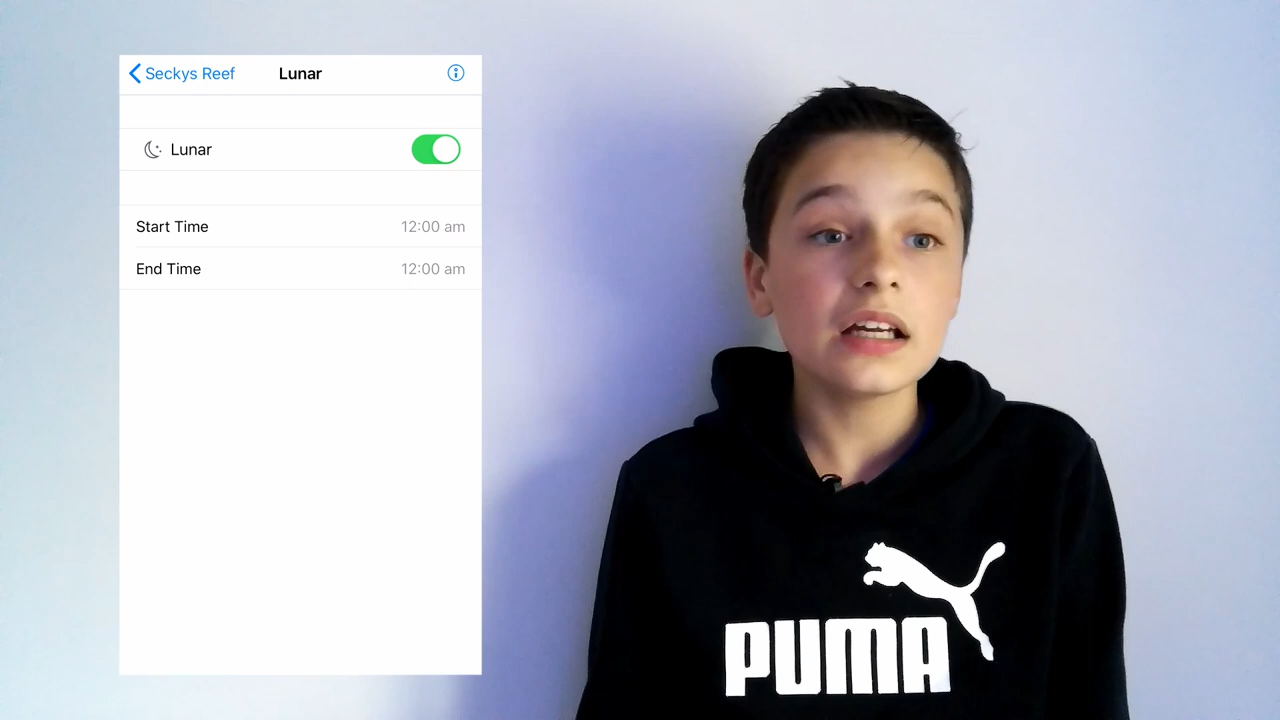 Seckys Reef
Lunar
Lunar
Start Time 12:00 am
End Time 12:00 am
PUMA